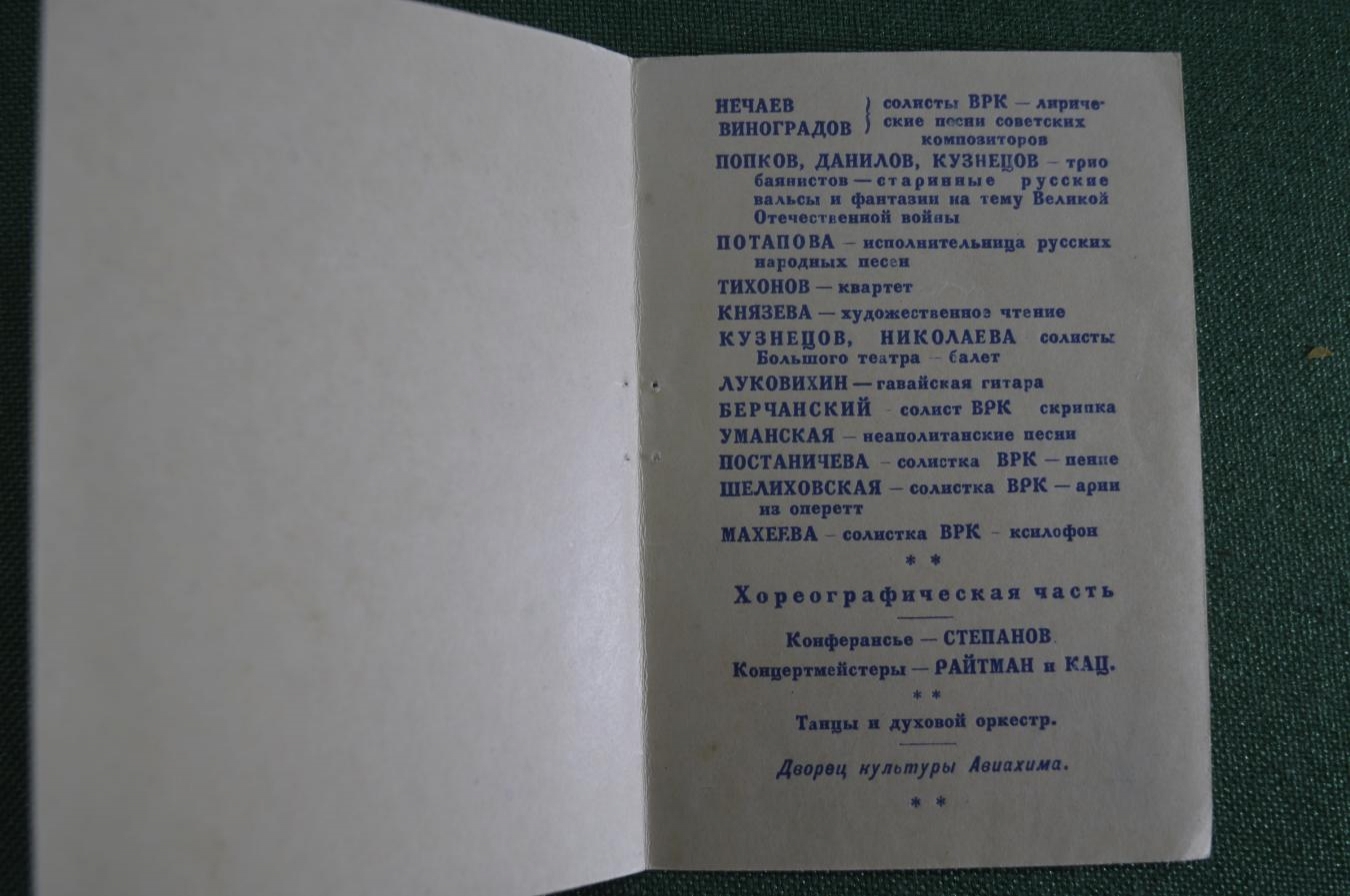 НЕЧАЕВ } солисты ВРК — лириче-
ВИНОГРАДОВ } ские песни советских
композиторов
ПОПКОВ, ДАНИЛОВ, КУЗНЕЦОВ — трио
баянистов — старинные русские
вальсы и фантазии на тему Великой
Отечественной войны
ПОТАПОВА — исполнительница русских
народных песен
ТИХОНОВ — квартет
КНЯЗЕВА — художественное чтение
КУЗНЕЦОВ, НИКОЛАЕВА солисты
Большого театра — балет
ЛУКОВИХИН — гавайская гитара
БЕРЧАНСКИЙ - солист ВРК скрипка
УМАНСКАЯ — неаполитанские песни
ПОСТАНИЧЕВА - солистка ВРК — пение
ШЕЛИХОВСКАЯ — солистка ВРК — арии
из оперетт
МАХЕЕВА - солистка ВРК - ксилофон
* *
Хореографическая часть
Конферансье — СТЕПАНОВ
Концертмейстеры — РАЙТМАН и КАЦ.
* *
Танцы и духовой оркестр.
Дворец культуры Авиахима.
* *